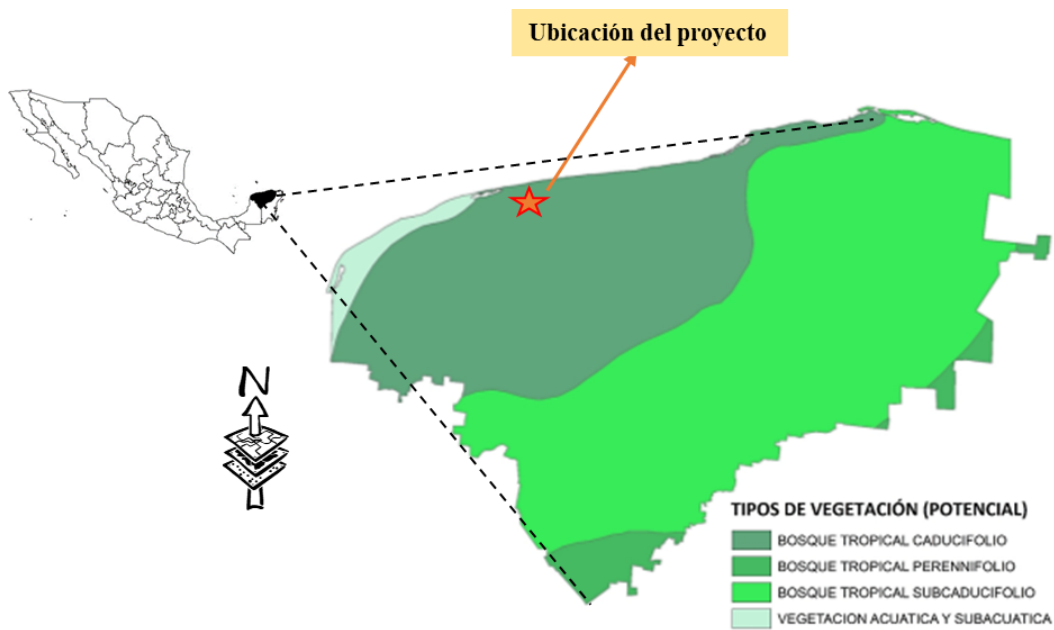 Ubicación del proyecto
N
TIPOS DE VEGETACIÓN (POTENCIAL)
BOSQUE TROPICAL CADUCIFOLIO
BOSQUE TROPICAL PERENNIFOLIO
BOSQUE TROPICAL SUBCADUCIFOLIO
VEGETACION ACUATICA Y SUBACUATICA